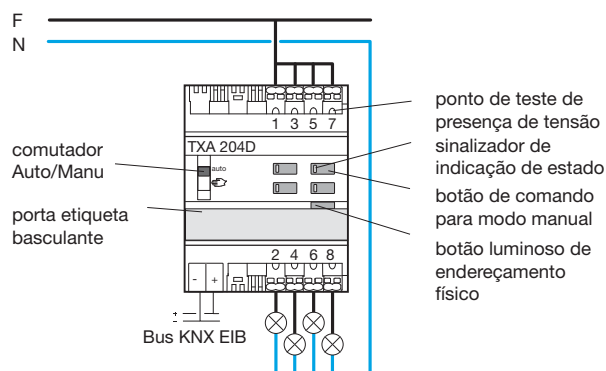 F
N
1 3 5 7
TXA 204D
auto
comutador
Auto/Manu
porta etiqueta
basculante
ponto de teste de
presença de tensão
sinalizador de
indicação de estado
botão de comando
para modo manual
botão luminoso de
endereçamento
físico
2 4 6 8
- +
+ -
Bus KNX EIB